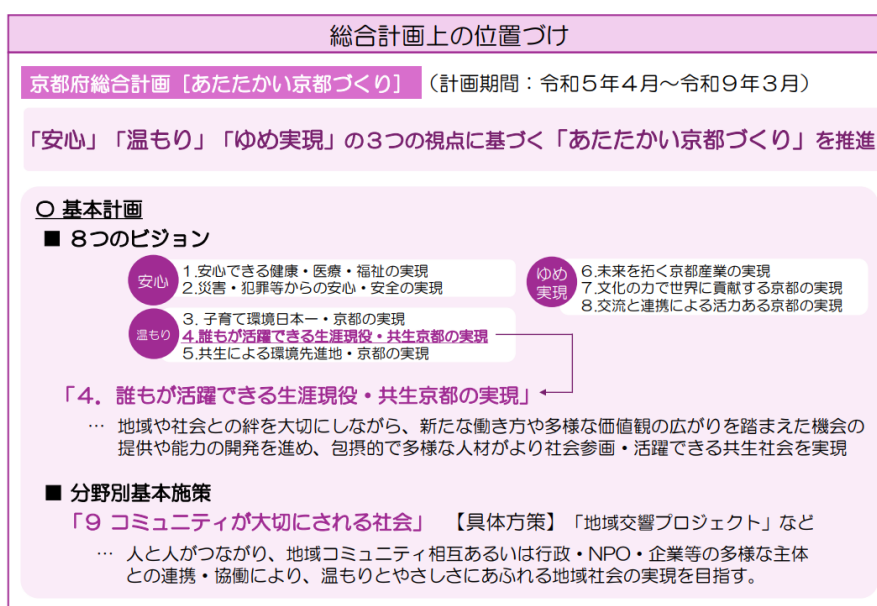 総合計画上の位置づけ
京都府総合計画［あたたかい京都づくり］（計画期間：令和5年4月～令和9年3月）
「安心」「温もり」「ゆめ実現」の3つの視点に基づく「あたたかい京都づくり」を推進
〇 基本計画
■ 8つのビジョン
安心
1.安心できる健康・医療・福祉の実現
2.災害・犯罪等からの安心・安全の実現
温もり
3. 子育て環境日本一・京都の実現
4.誰もが活躍できる生涯現役・共生京都の実現
5.共生による環境先進地・京都の実現
ゆめ
実現
6.未来を拓く京都産業の実現
7.文化の力で世界に貢献する京都の実現
8.交流と連携による活力ある京都の実現
「4．誰もが活躍できる生涯現役・共生京都の実現」
… 地域や社会との絆を大切にしながら、新たな働き方や多様な価値観の広がりを踏まえた機会の
提供や能力の開発を進め、包摂的で多様な人材がより社会参画・活躍できる共生社会を実現
■ 分野別基本施策
「9 コミュニティが大切にされる社会」 【具体方策】「地域交響プロジェクト」など
… 人と人がつながり、地域コミュニティ相互あるいは行政・NPO・企業等の多様な主体
との連携・協働により、温もりとやさしさにあふれる地域社会の実現を目指す。